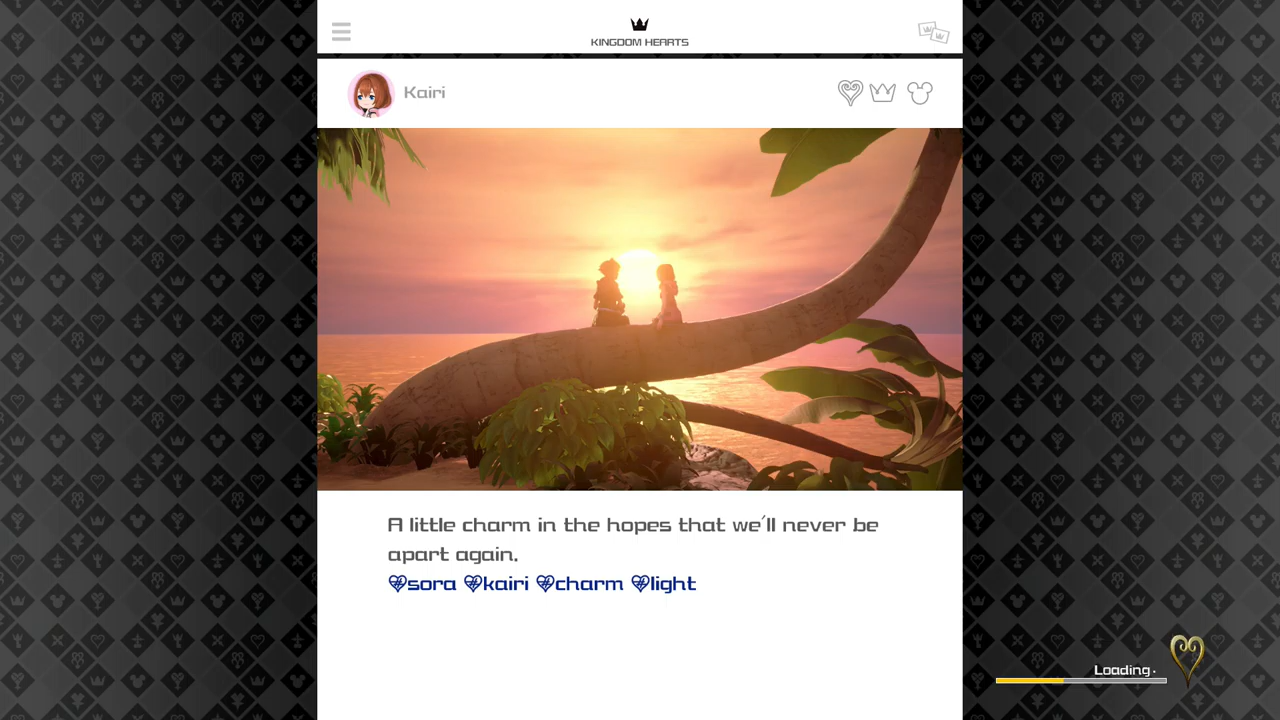 KINGDOM HEARTS
Kairi
A little charm in the hopes that we'll never be
apart again.
sora kairi charm light
Loading.